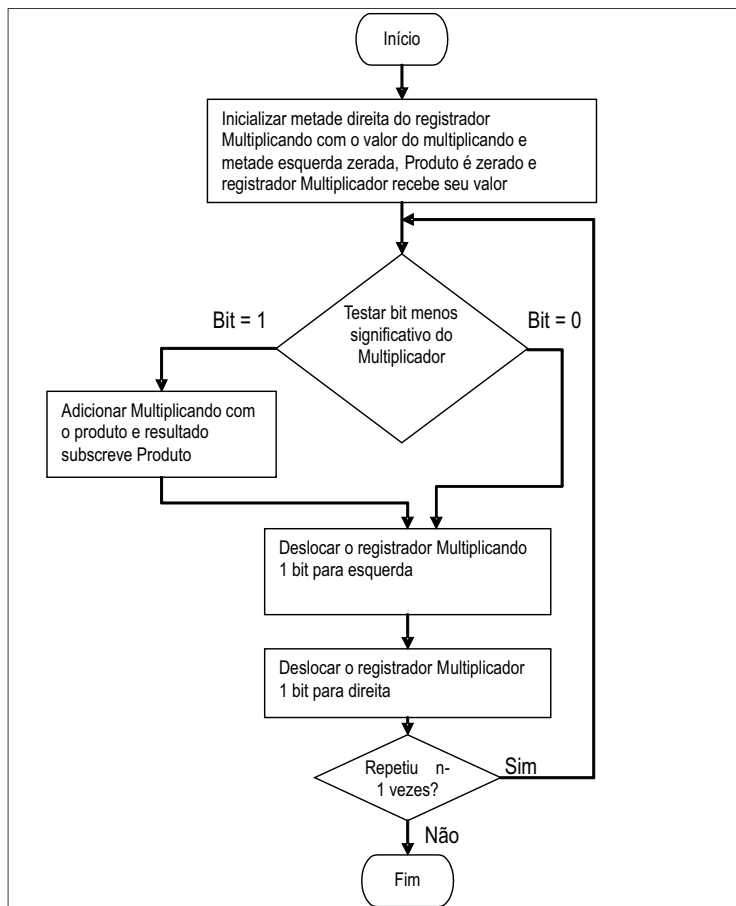 Início
Inicializar metade direita do registrador
Multiplicando com o valor do multiplicando e
metade esquerda zerada, Produto é zerado e
registrador Multiplicador recebe seu valor
Testar bit menos
significativo do
Multiplicador
Bit = 1
Bit = 0
Adicionar Multiplicando com
o produto e resultado
subscreve Produto
Deslocar o registrador Multiplicando
1 bit para esquerda
Deslocar o registrador Multiplicador
1 bit para direita
Repetiu n-
1 vezes?
Sim
Não
Fim